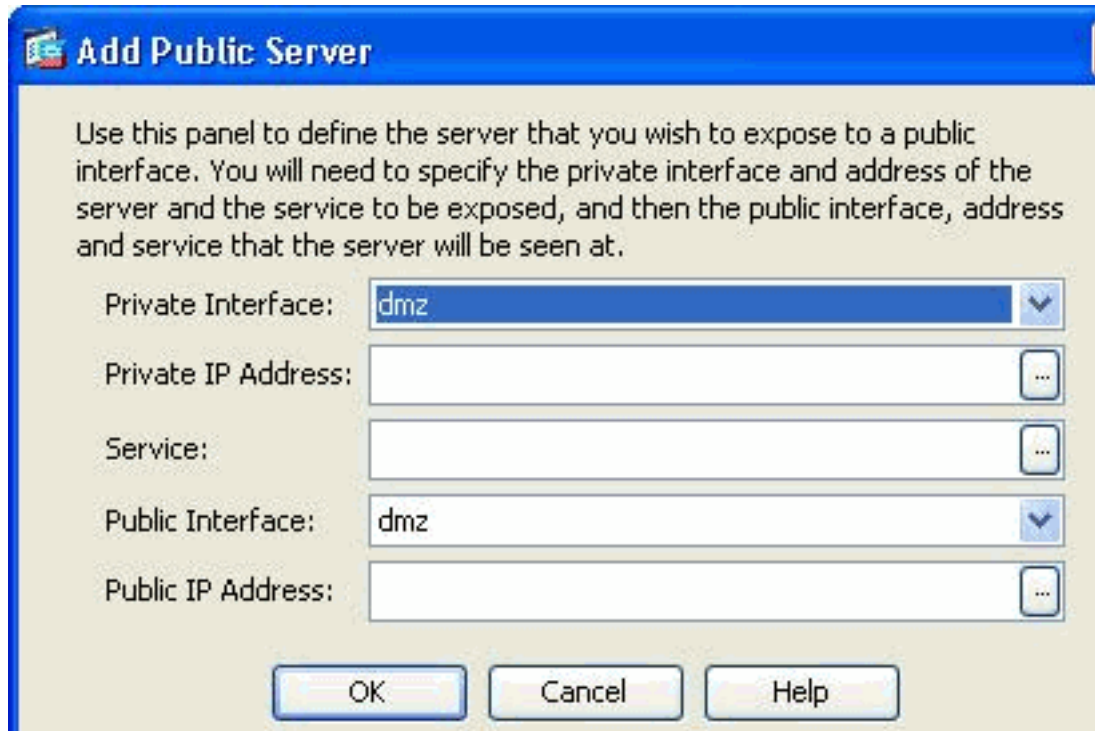 Add Public Server
Use this panel to define the server that you wish to expose to a public
interface. You will need to specify the private interface and address of the
server and the service to be exposed, and then the public interface, address
and service that the server will be seen at.
Private Interface: dmz
Private IP Address: ...
Service: ...
Public Interface: dmz
Public IP Address: ...
OK Cancel Help